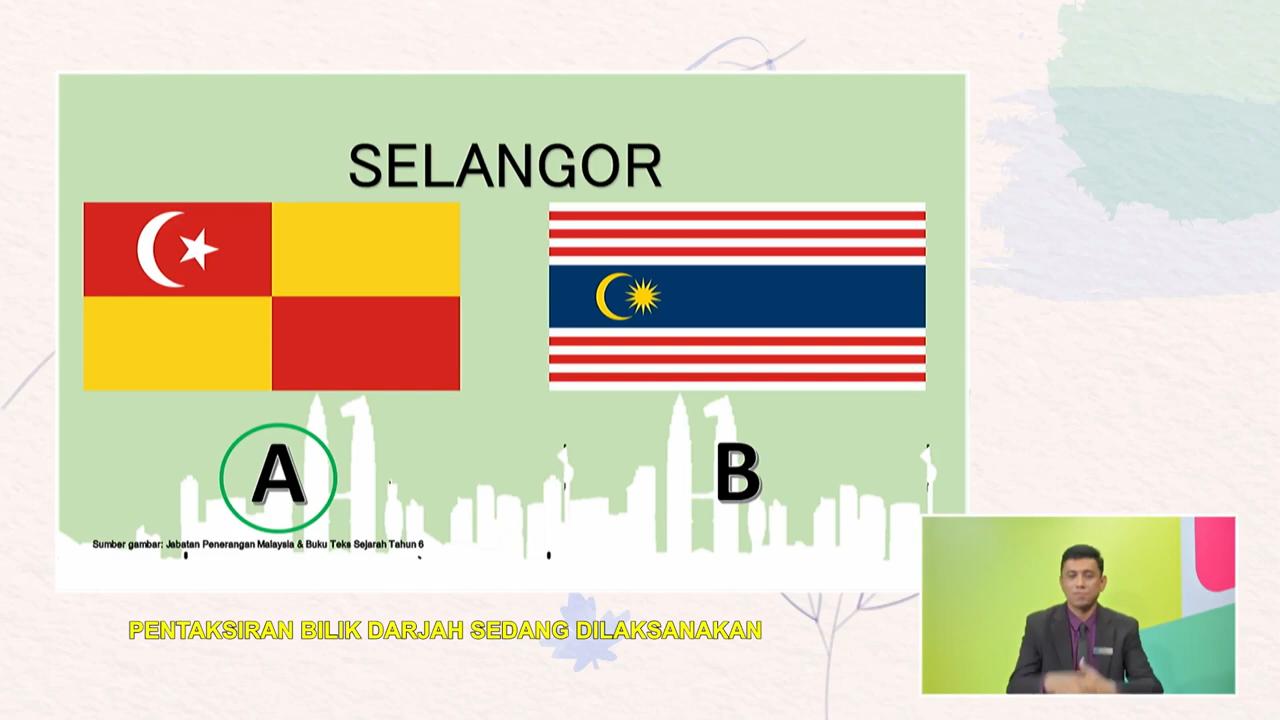 SELANGOR
A
B
Sumber gambar: Jabatan Penerangan Malaysia & Buku Teks Sejarah Tahun 6
PENTAKSIRAN BILIK DARJAH SEDANG DILAKSANAKAN